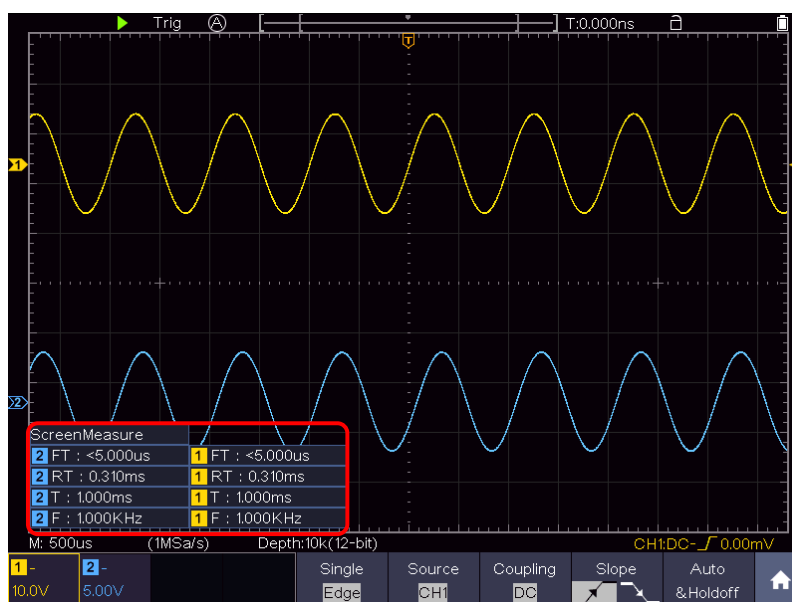 Trig A T:0.000ns
T
1
2
ScreenMeasure
2 FT : <5.000us 1 FT : <5.000us
2 RT : 0.310ms 1 RT : 0.310ms
2 T : 1.000ms 1 T : 1.000ms
2 F : 1.000KHz 1 F : 1.000KHz
M: 500us (1MSa/s) Depth:10k(12-bit) CH1:DC- 0.00mV
1 - 2 - Single Source Coupling Slope Auto
10.0V 5.00V Edge CH1 DC &Holdoff